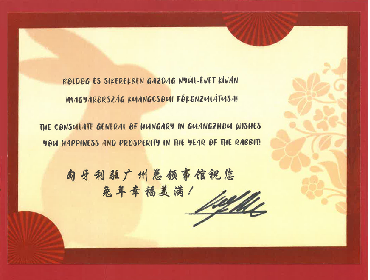 BOLDOG ÉS SIKEREKBEN GAZDAG NYÚL-ÉVET KÍVÁN
MAGYARORSZÁG KUANGCSOUI FŐKONZULÁTUSA!
THE CONSULATE GENERAL OF HUNGARY IN GUANGZHOU WISHES
YOU HAPPINESS AND PROSPERITY IN THE YEAR OF THE RABBIT!
匈牙利驻广州总领事馆祝您
兔年幸福美满！